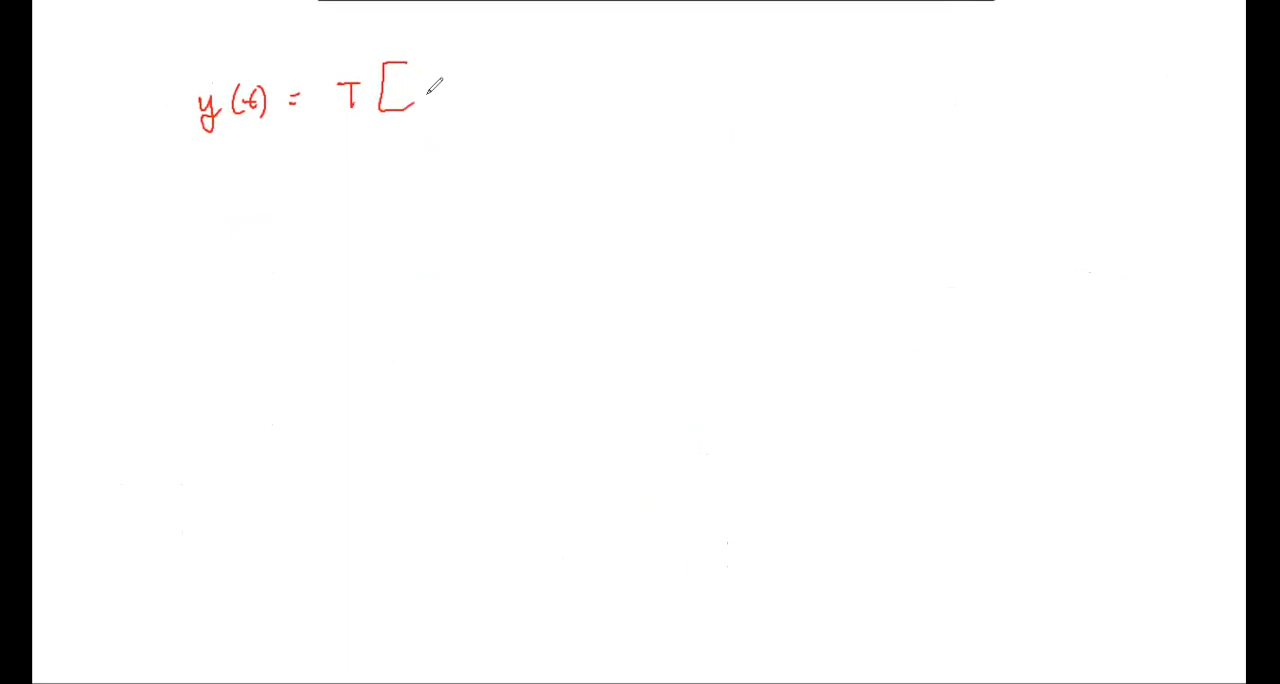 y(t) = T [